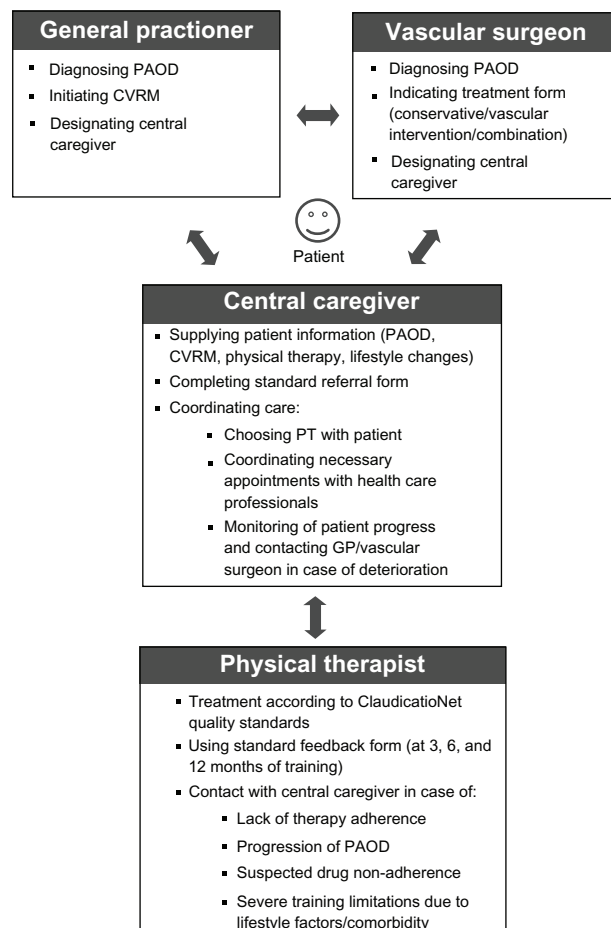 General practioner
▪ Diagnosing PAOD
▪ Initiating CVRM
▪ Designating central
caregiver
Vascular surgeon
▪ Diagnosing PAOD
▪ Indicating treatment form
(conservative/vascular
intervention/combination)
▪ Designating central
caregiver
Patient
Central caregiver
▪ Supplying patient information (PAOD,
CVRM, physical therapy, lifestyle changes)
▪ Completing standard referral form
▪ Coordinating care:
▪ Choosing PT with patient
▪ Coordinating necessary
appointments with health care
professionals
▪ Monitoring of patient progress
and contacting GP/vascular
surgeon in case of deterioration
Physical therapist
▪ Treatment according to ClaudicatioNet
quality standards
▪ Using standard feedback form (at 3, 6, and
12 months of training)
▪ Contact with central caregiver in case of:
▪ Lack of therapy adherence
▪ Progression of PAOD
▪ Suspected drug non-adherence
▪ Severe training limitations due to
lifestyle factors/comorbidity